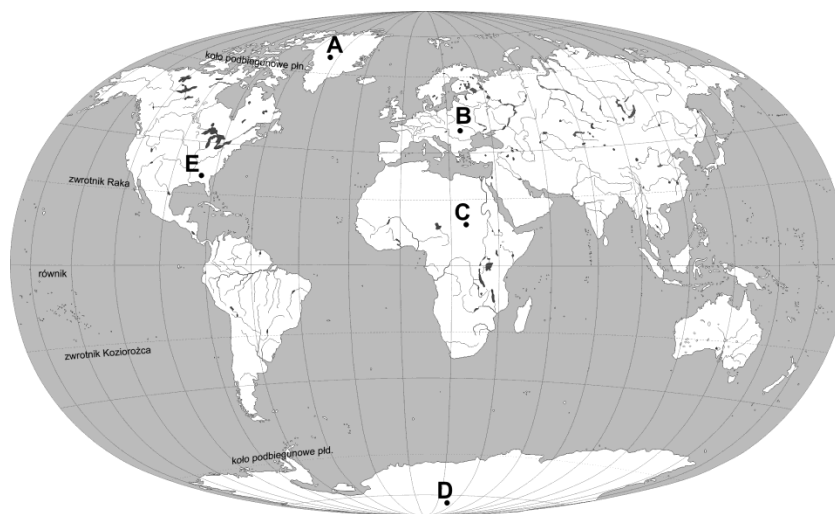 A
koło podbiegunowe płn.
B
E
zwrotnik Raka
C
równik
zwrotnik Koziorożca
koło podbiegunowe płd.
D